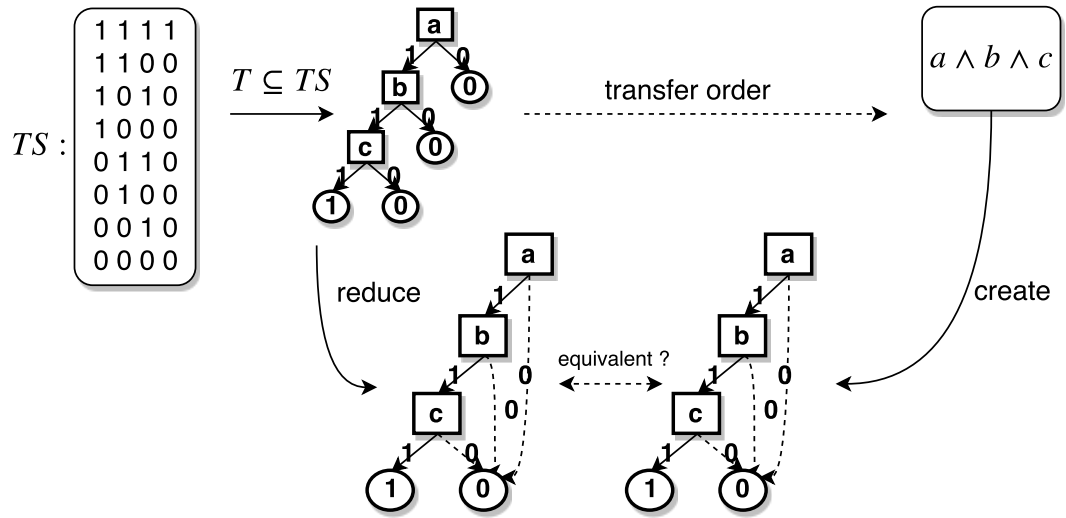 TS :
1 1 1 1
1 1 0 0
1 0 1 0
1 0 0 0
0 1 1 0
0 1 0 0
0 0 1 0
0 0 0 0
T ⊆ TS
a
1 0
b 0
1 0
c 0
1 0
1 0
transfer order
a ∧ b ∧ c
reduce
a
1
b
1 0
0
c
1 0
1 0
equivalent ?
a
1
b
1 0
0
c
1 0
1 0
create